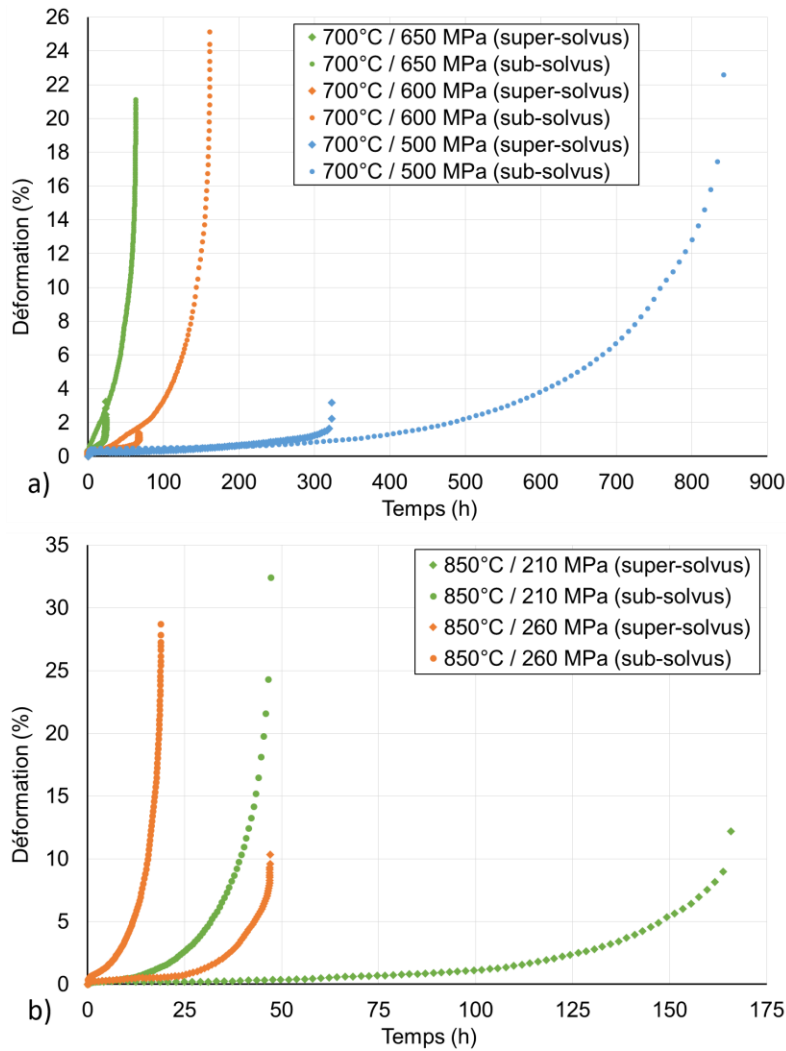 26
24
22
20
18
16
14
12
10
8
6
4
2
0
Déformation (%)
700°C / 650 MPa (super-solvus)
700°C / 650 MPa (sub-solvus)
700°C / 600 MPa (super-solvus)
700°C / 600 MPa (sub-solvus)
700°C / 500 MPa (super-solvus)
700°C / 500 MPa (sub-solvus)
0 100 200 300 400 500 600 700 800 900
a)
Temps (h)
35
30
25
20
15
10
5
0
Déformation (%)
850°C / 210 MPa (super-solvus)
850°C / 210 MPa (sub-solvus)
850°C / 260 MPa (super-solvus)
850°C / 260 MPa (sub-solvus)
0 25 50 75 100 125 150 175
b)
Temps (h)